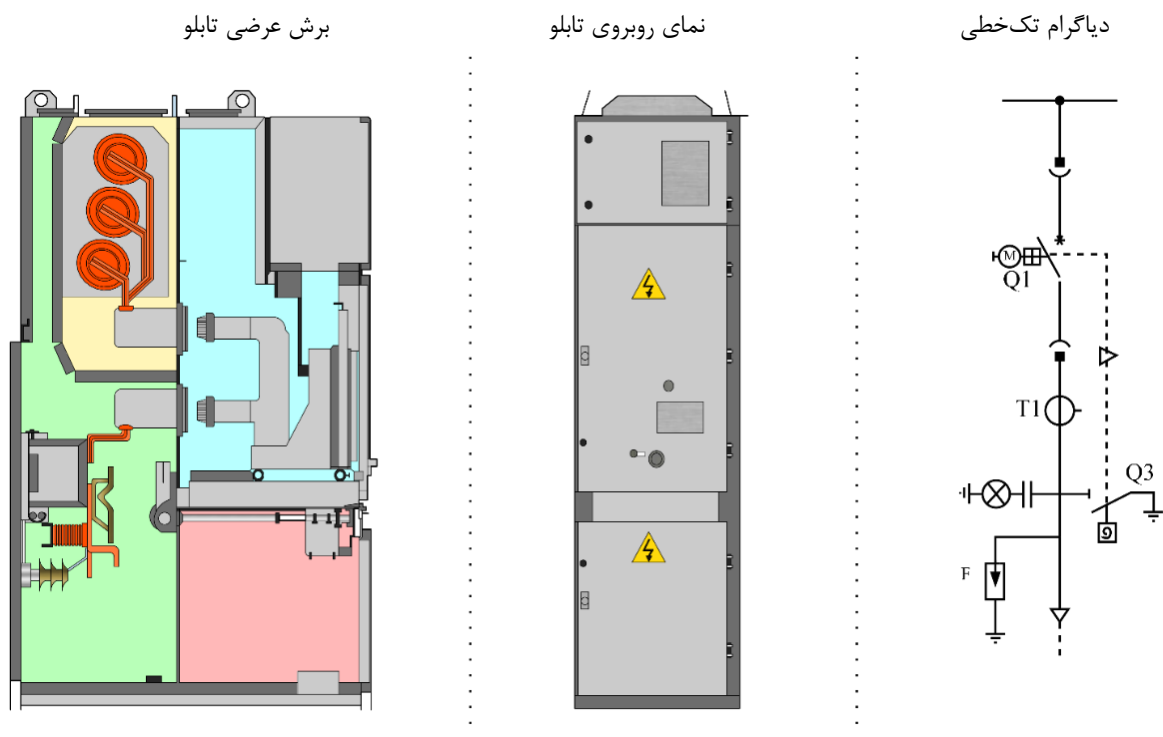 دیاگرام تک‌خطی
نمای روبروی تابلو
برش عرضی تابلو
M
Q1
T1
Q3
F